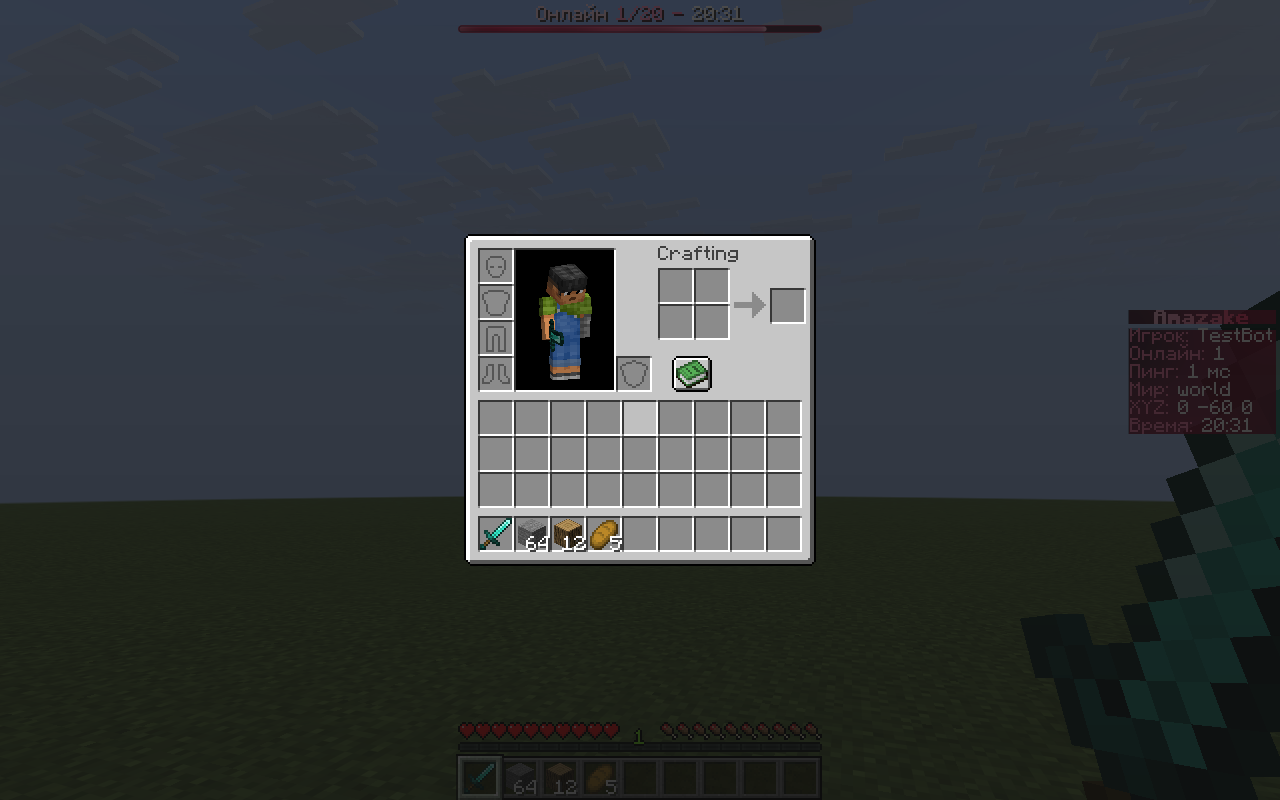 Онлайн 1/20 - 20:31
Crafting
Amazake
Игрок: TestBot
Онлайн: 1
Пинг: 1 мс
Мир: world
XYZ: 0 -60 0
Время: 20:31
64 12 5
1
64 12 5